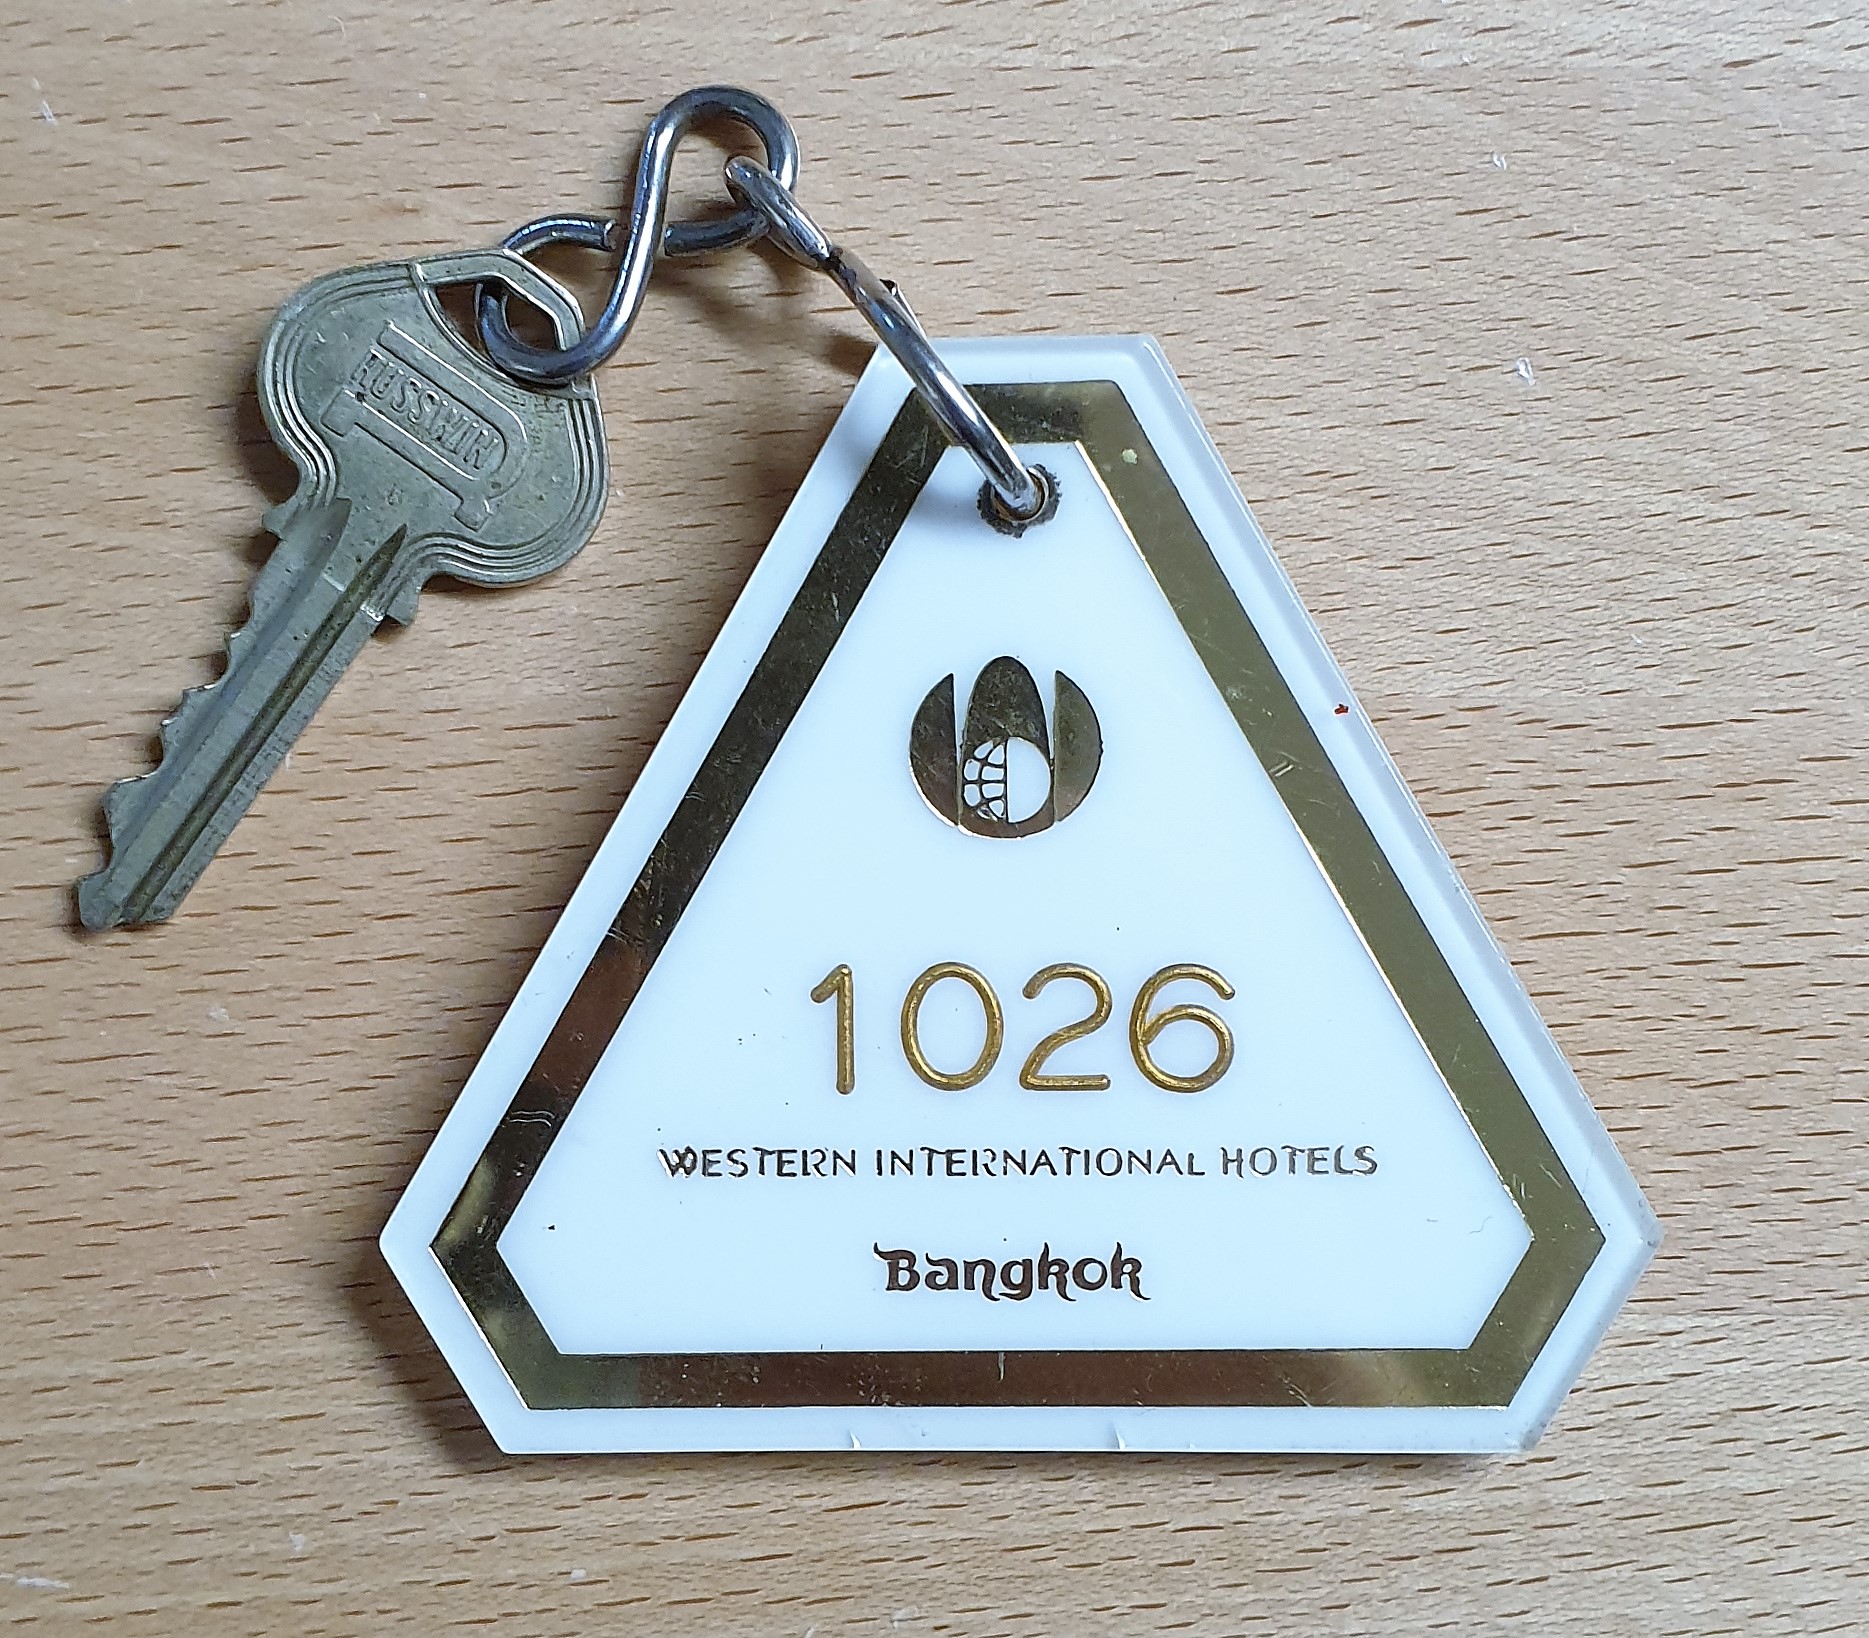 RUSSWIN
1026
WESTERN INTERNATIONAL HOTELS
Bangkok